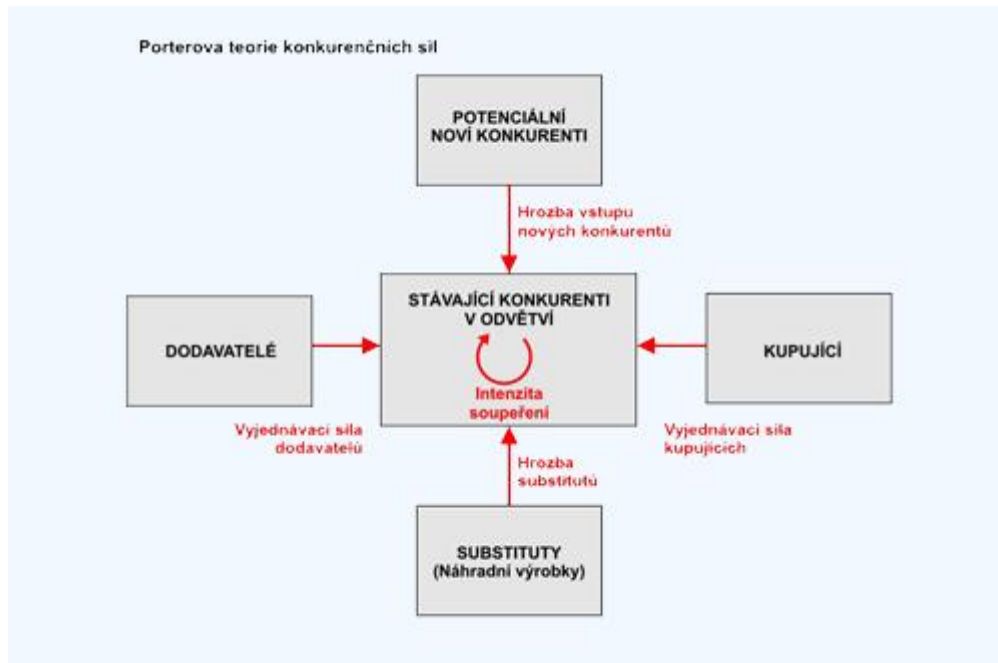 Porterova teorie konkurenčních sil
POTENCIÁLNÍ
NOVÍ KONKURENTI
Hrozba vstupu
nových konkurentů
STÁVAJÍCÍ KONKURENTI
V ODVĚTVÍ
Intenzita
soupeření
DODAVATELÉ
KUPUJÍCÍ
Vyjednávací síla
dodavatelů
Vyjednávací síla
kupujících
Hrozba
substitutů
SUBSTITUTY
(Náhradní výrobky)